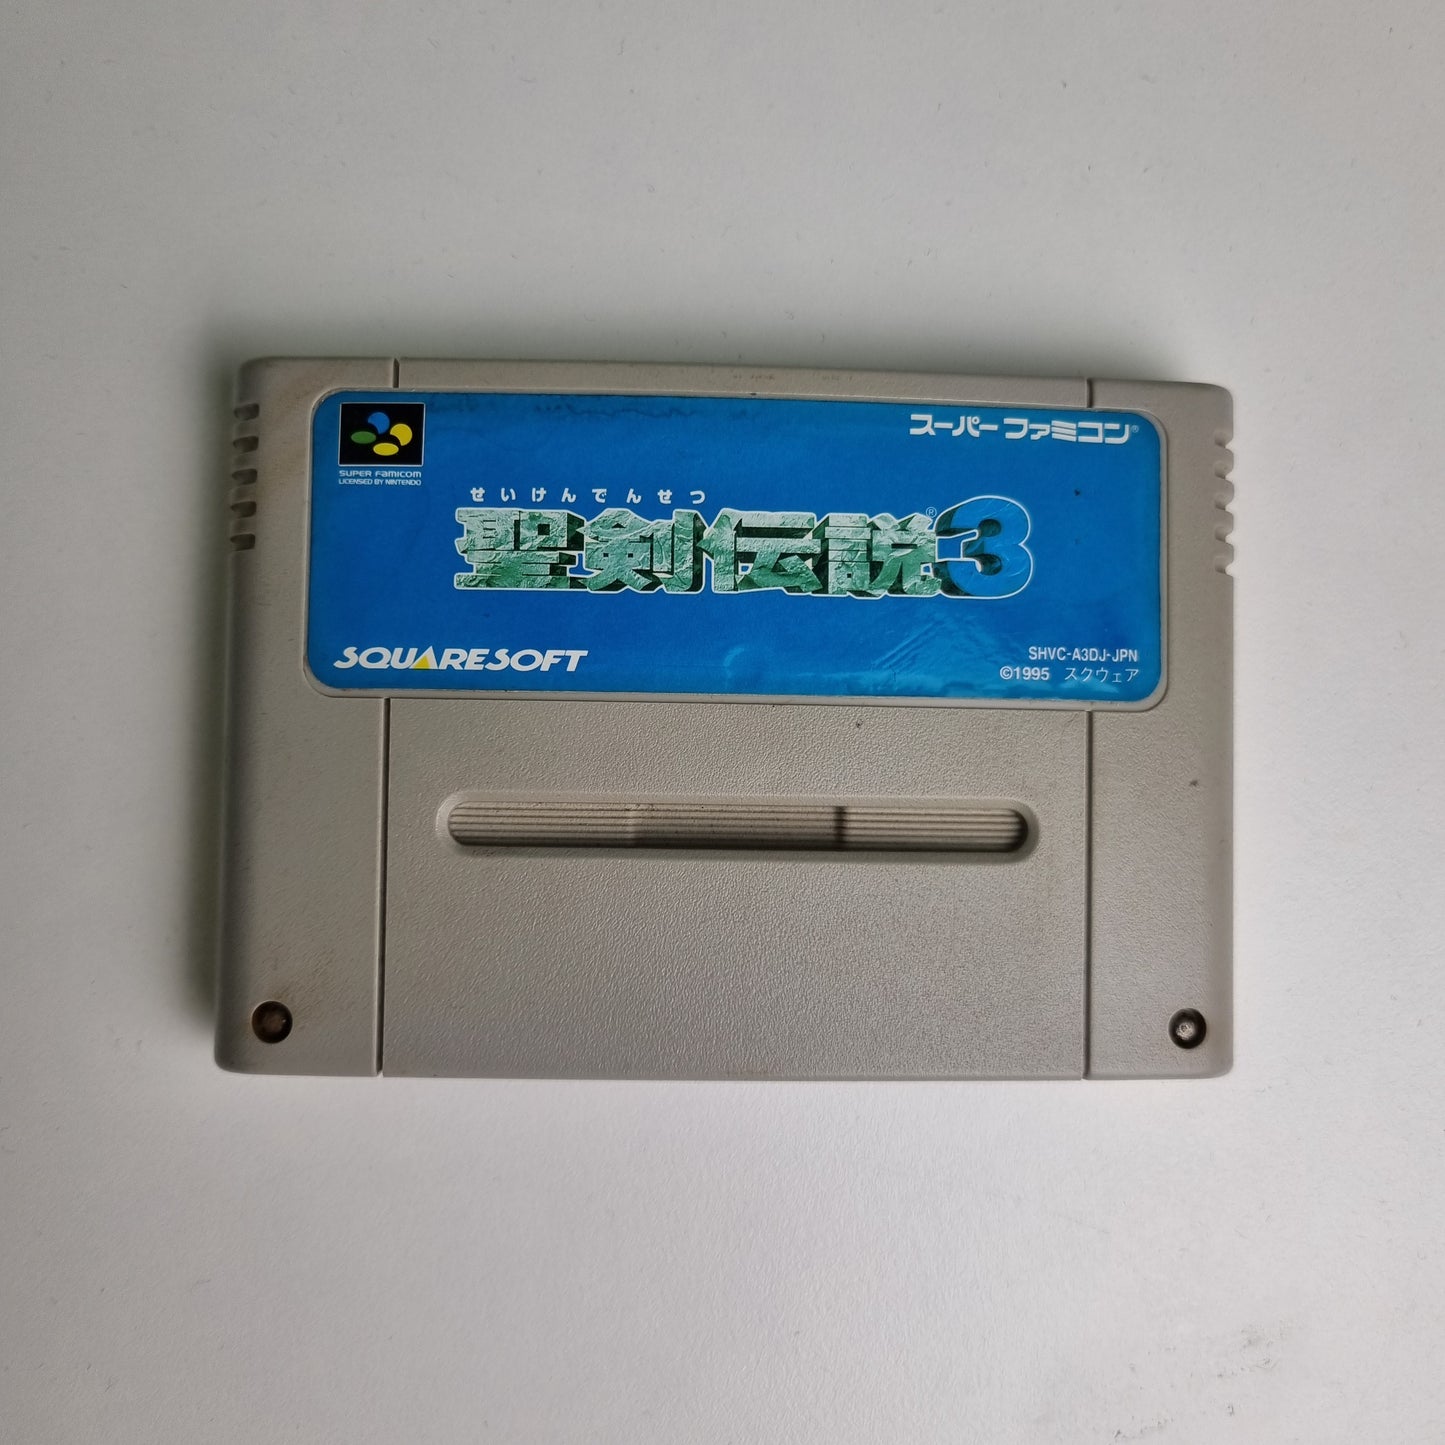 スーパーファミコン®
SUPER FAMICOM
LICENSED BY NINTENDO
せいけんでんせつ
聖剣伝説®3
SQUARESOFT
SHVC-A3DJ-JPN
©1995 スクウェア